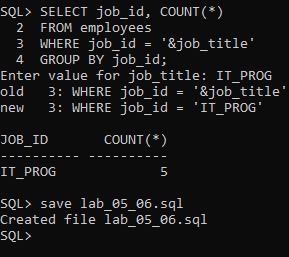 SQL> SELECT job_id, COUNT(*)
  2  FROM employees
  3  WHERE job_id = '&job_title'
  4  GROUP BY job_id;
Enter value for job_title: IT_PROG
old   3: WHERE job_id = '&job_title'
new   3: WHERE job_id = 'IT_PROG'
JOB_ID       COUNT(*)
---------- ----------
IT_PROG             5
SQL> save lab_05_06.sql
Created file lab_05_06.sql
SQL>